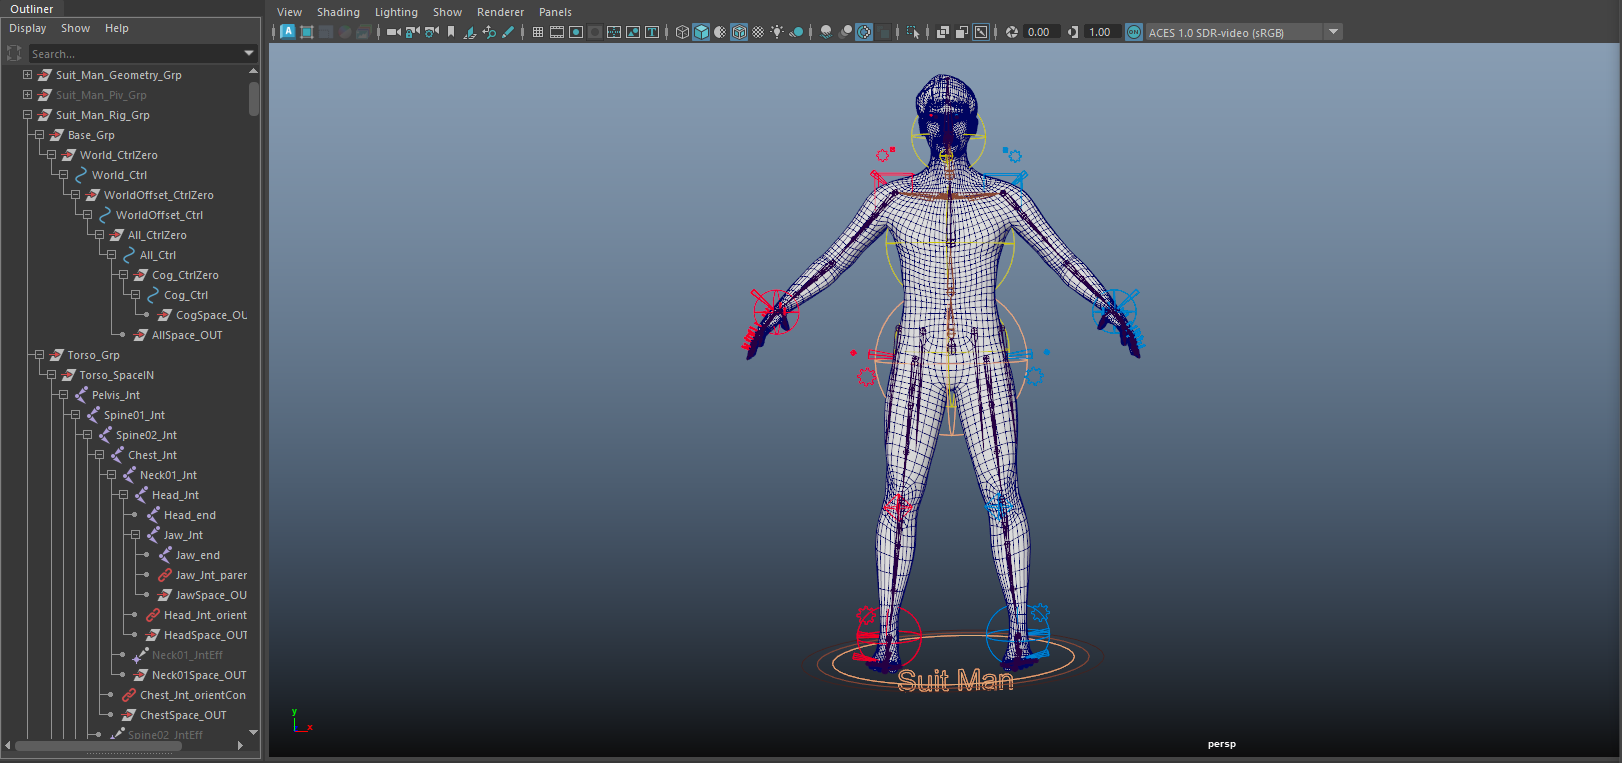 Outliner
Display Show Help
Search...
Suit_Man_Geometry_Grp
Suit_Man_Piv_Grp
Suit_Man_Rig_Grp
Base_Grp
World_CtrlZero
World_Ctrl
WorldOffset_CtrlZero
WorldOffset_Ctrl
All_CtrlZero
All_Ctrl
Cog_CtrlZero
Cog_Ctrl
CogSpace_OU
AllSpace_OUT
Torso_Grp
Torso_SpaceIN
Pelvis_Jnt
Spine01_Jnt
Spine02_Jnt
Chest_Jnt
Neck01_Jnt
Head_Jnt
Head_end
Jaw_Jnt
Jaw_end
Jaw_Jnt_parer
JawSpace_OU
Head_Jnt_orient
HeadSpace_OUT
Neck01_JntEff
Neck01Space_OUT
Chest_Jnt_orientCon
ChestSpace_OUT
Spine02_JntEff
View Shading Lighting Show Renderer Panels
A T 0.00 1.00 ON ACES 1.0 SDR-video (sRGB)
Suit Man
y
x
persp